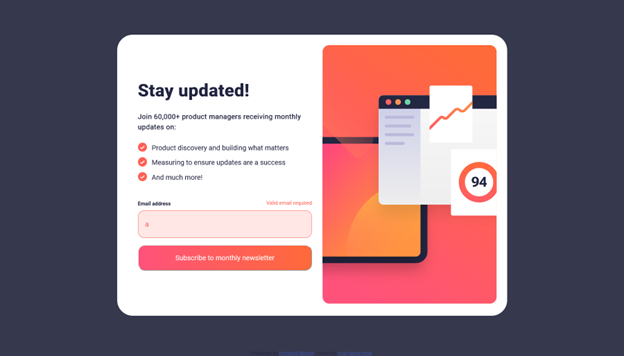 Stay updated!
Join 60,000+ product managers receiving monthly
updates on:
Product discovery and building what matters
Measuring to ensure updates are a success
And much more!
Email address
Valid email required
a
Subscribe to monthly newsletter
94